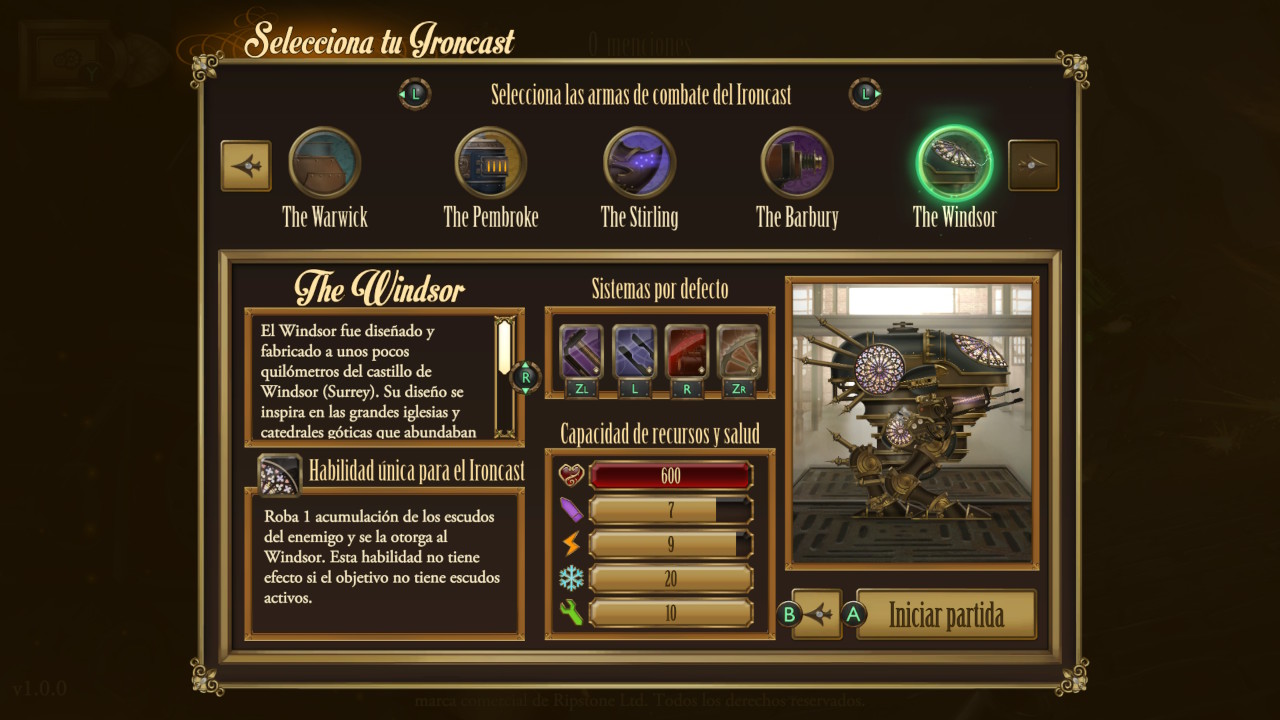 0 menciones
Selecciona tu Ironcast
L
Selecciona las armas de combate del Ironcast
L
The Warwick
The Pembroke
The Stirling
The Barbury
The Windsor
The Windsor
El Windsor fue diseñado y
fabricado a unos pocos
quilómetros del castillo de
Windsor (Surrey). Su diseño se
inspira en las grandes iglesias y
catedrales góticas que abundaban
R
Habilidad única para el Ironcast
Roba 1 acumulación de los escudos
del enemigo y se la otorga al
Windsor. Esta habilidad no tiene
efecto si el objetivo no tiene escudos
activos.
Sistemas por defecto
ZL
L
R
ZR
Capacidad de recursos y salud
600
7
9
20
10
B
A
Iniciar partida
v1.0.0
marca comercial de Ripstone Ltd. Todos los derechos reservados.